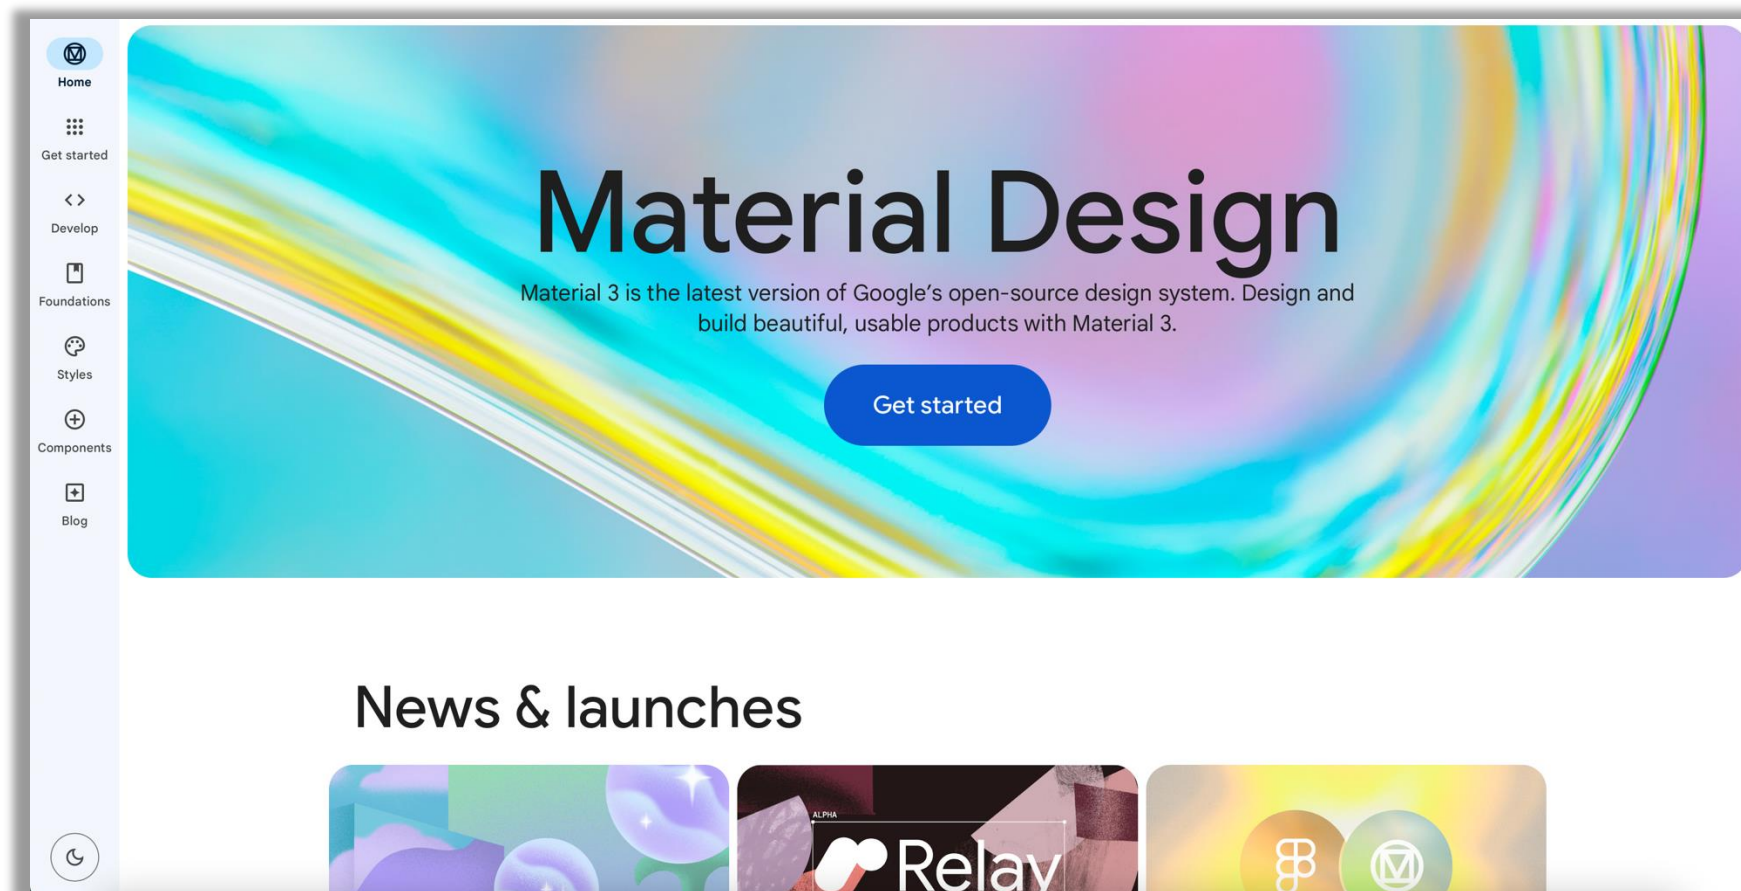 Home
Get started
Develop
Foundations
Styles
Components
Blog
Material Design
Material 3 is the latest version of Google’s open-source design system. Design and
build beautiful, usable products with Material 3.
Get started
News & launches
ALPHA
Relay